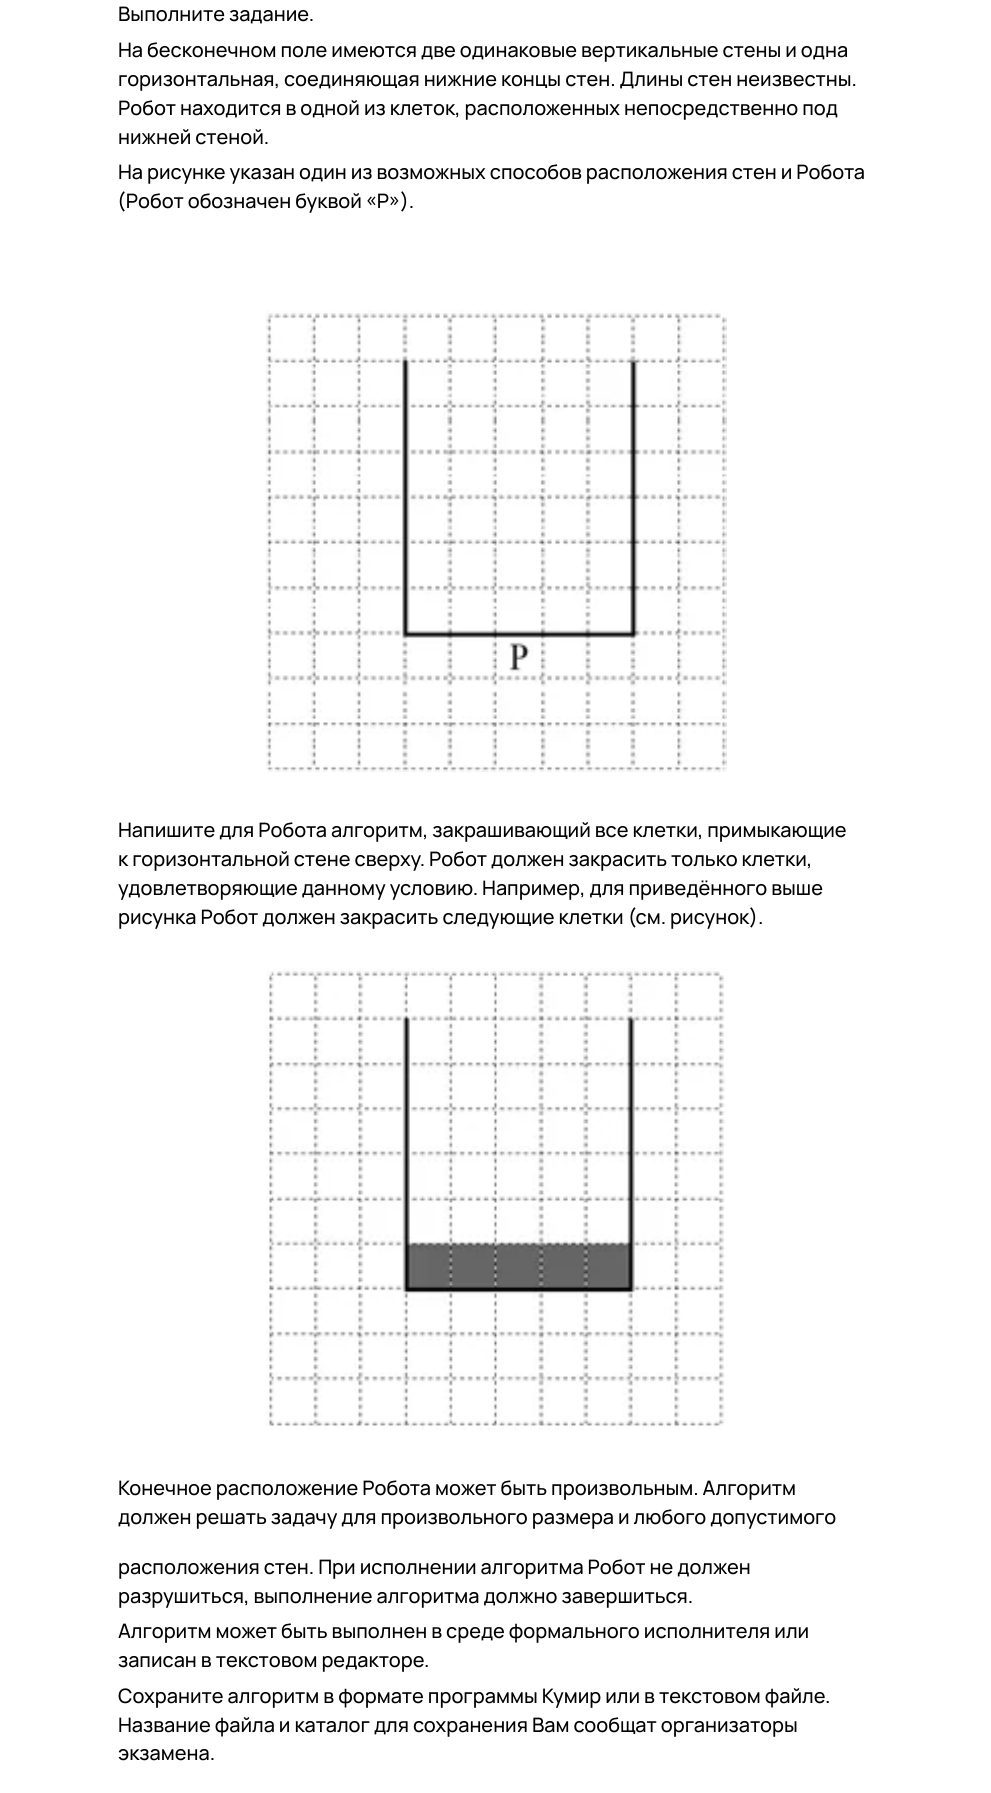 Выполните задание.
На бесконечном поле имеются две одинаковые вертикальные стены и одна
горизонтальная, соединяющая нижние концы стен. Длины стен неизвестны.
Робот находится в одной из клеток, расположенных непосредственно под
нижней стеной.
На рисунке указан один из возможных способов расположения стен и Робота
(Робот обозначен буквой «Р»).
Р
Напишите для Робота алгоритм, закрашивающий все клетки, примыкающие
к горизонтальной стене сверху. Робот должен закрасить только клетки,
удовлетворяющие данному условию. Например, для приведённого выше
рисунка Робот должен закрасить следующие клетки (см. рисунок).
Конечное расположение Робота может быть произвольным. Алгоритм
должен решать задачу для произвольного размера и любого допустимого
расположения стен. При исполнении алгоритма Робот не должен
разрушиться, выполнение алгоритма должно завершиться.
Алгоритм может быть выполнен в среде формального исполнителя или
записан в текстовом редакторе.
Сохраните алгоритм в формате программы Кумир или в текстовом файле.
Название файла и каталог для сохранения Вам сообщат организаторы
экзамена.